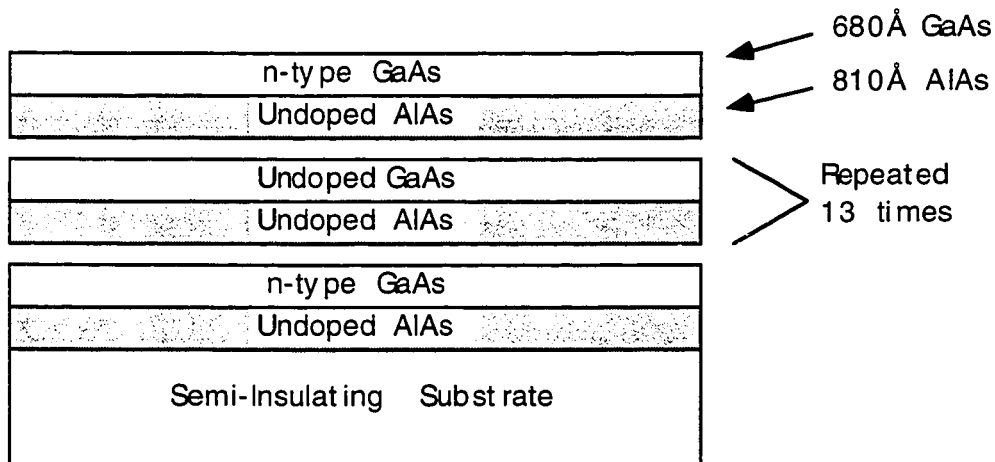 680Å GaAs
n-type GaAs
810Å AlAs
Undoped AlAs
Undoped GaAs
Repeated
Undoped AlAs
13 times
n-type GaAs
Undoped AlAs
Semi-Insulating Substrate